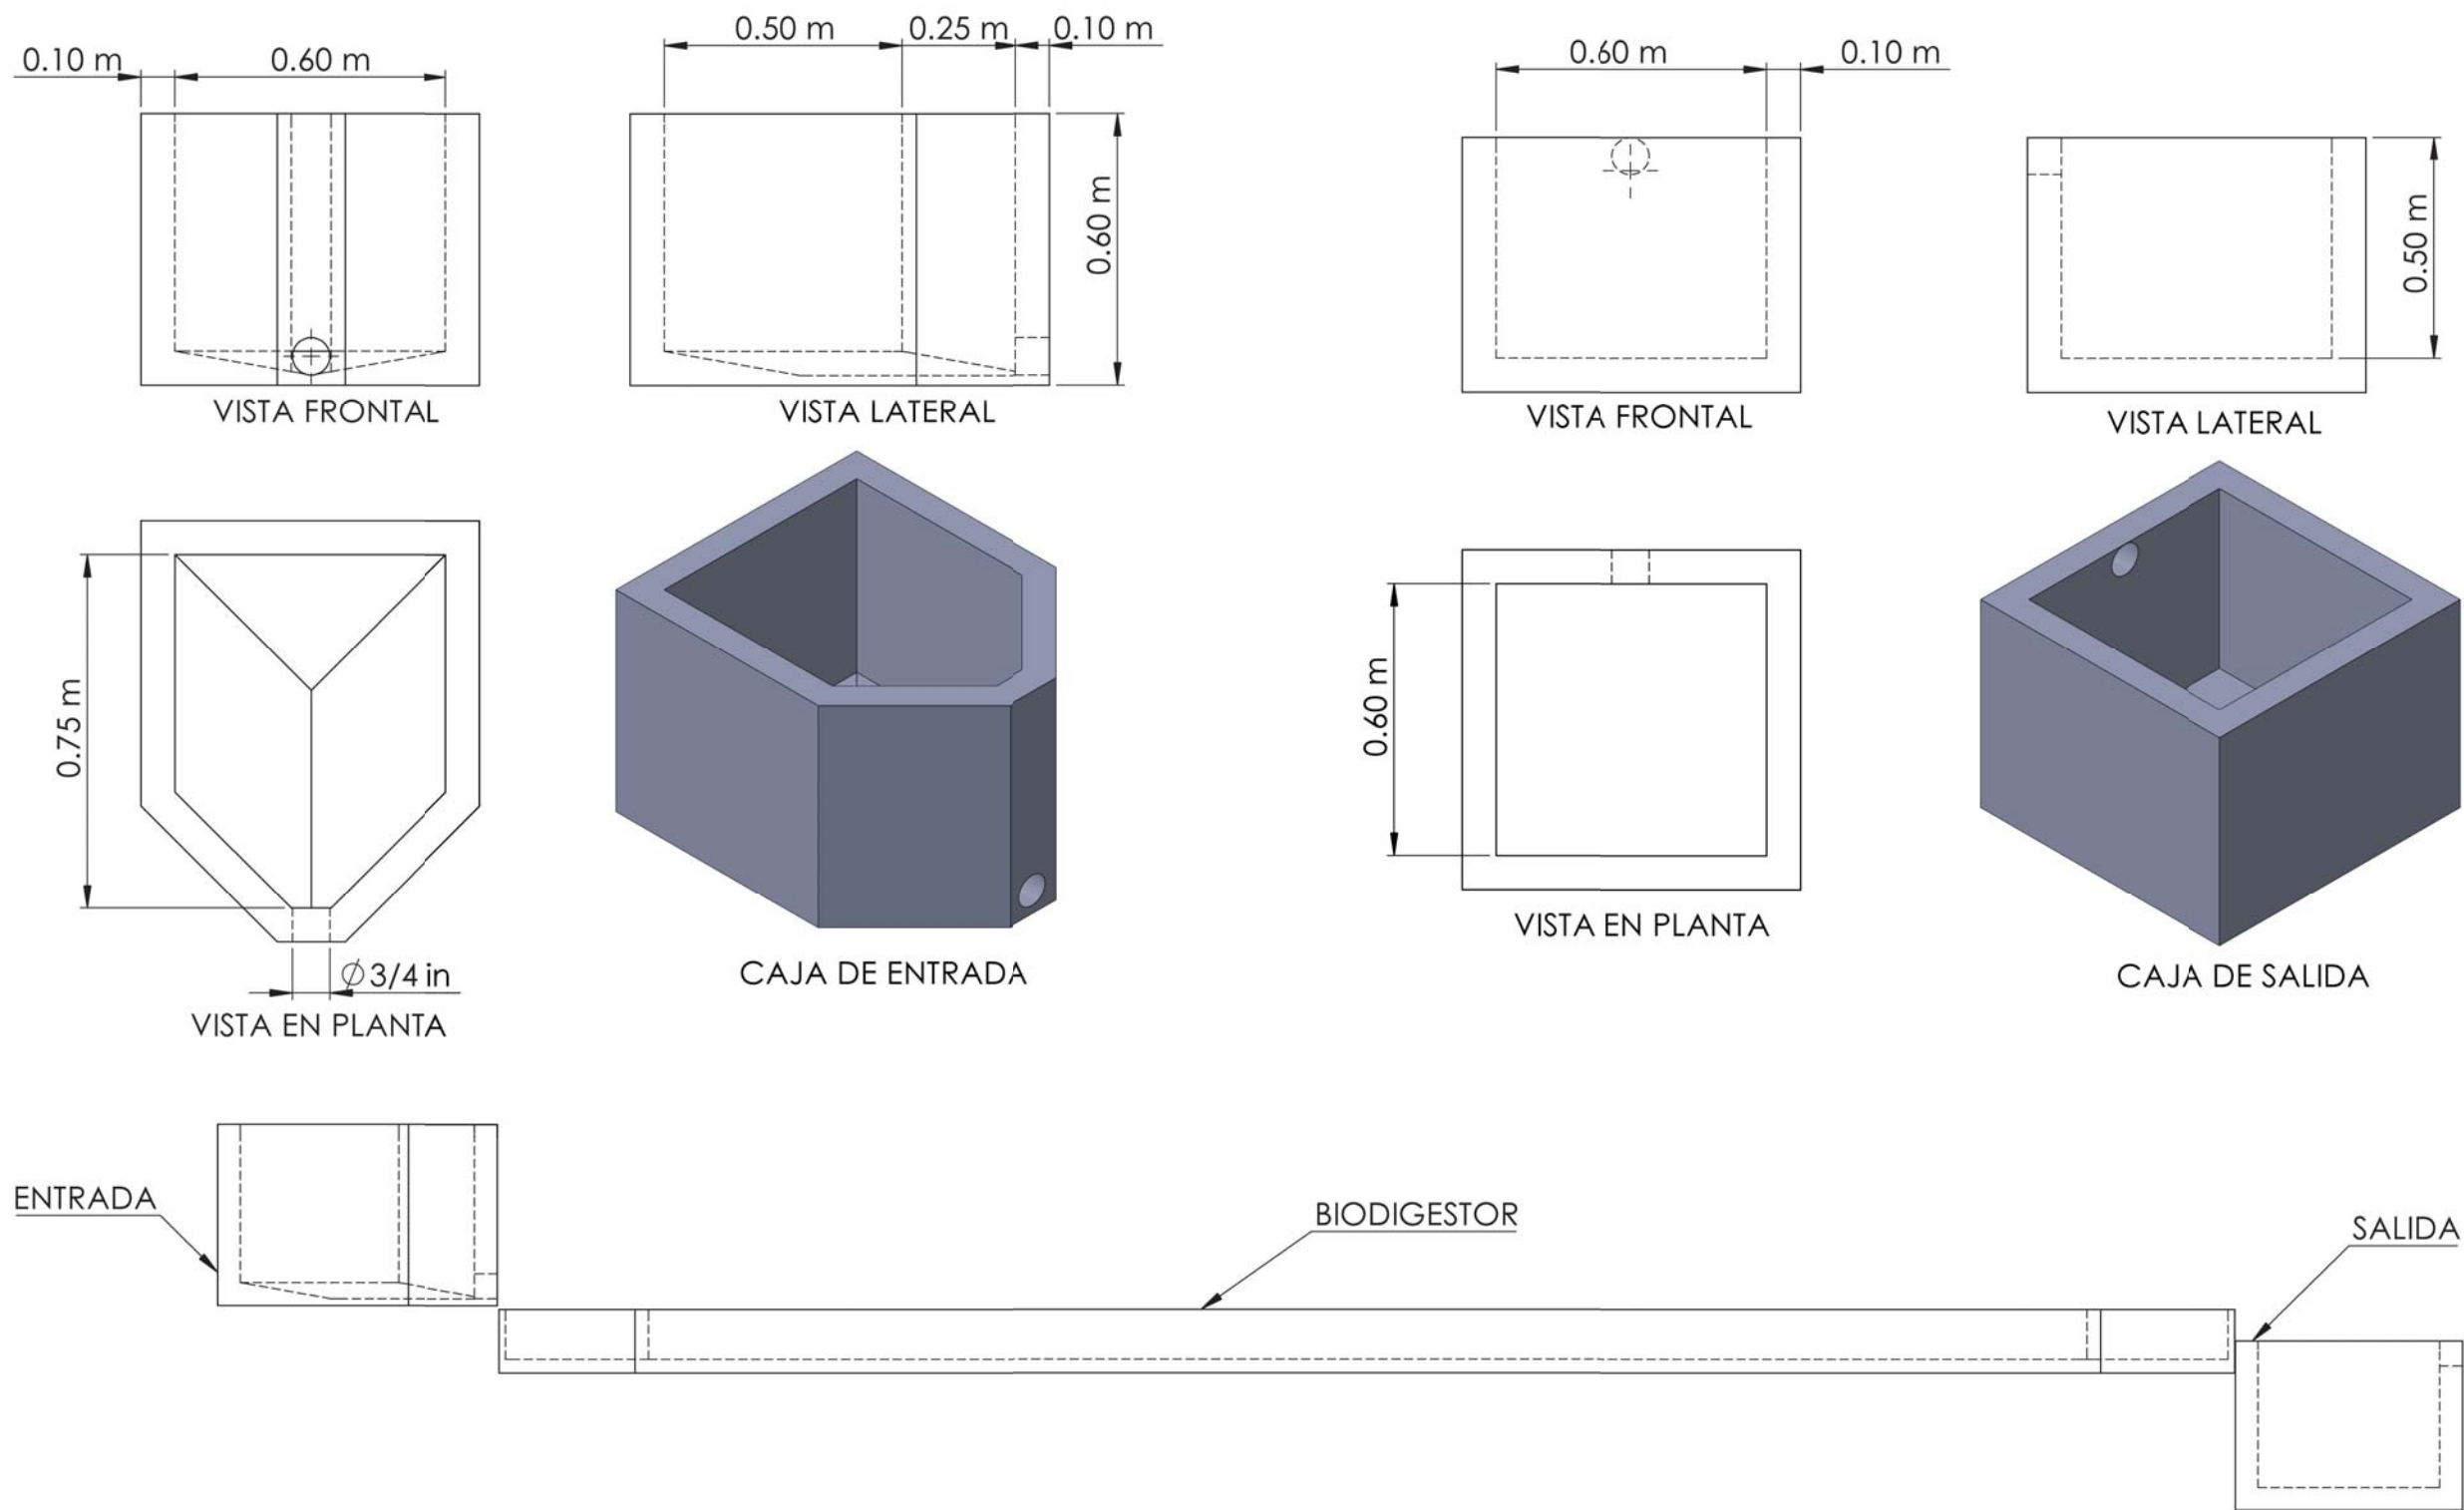 0.50 m 0.25 m 0.10 m
0.10 m 0.60 m
0.60 m 0.10 m
0.60 m
0.50 m
VISTA FRONTAL
VISTA LATERAL
VISTA FRONTAL
VISTA LATERAL
0.75 m
0.60 m
VISTA EN PLANTA
CAJA DE ENTRADA
CAJA DE SALIDA
∅3/4 in
VISTA EN PLANTA
ENTRADA
BIODIGESTOR
SALIDA